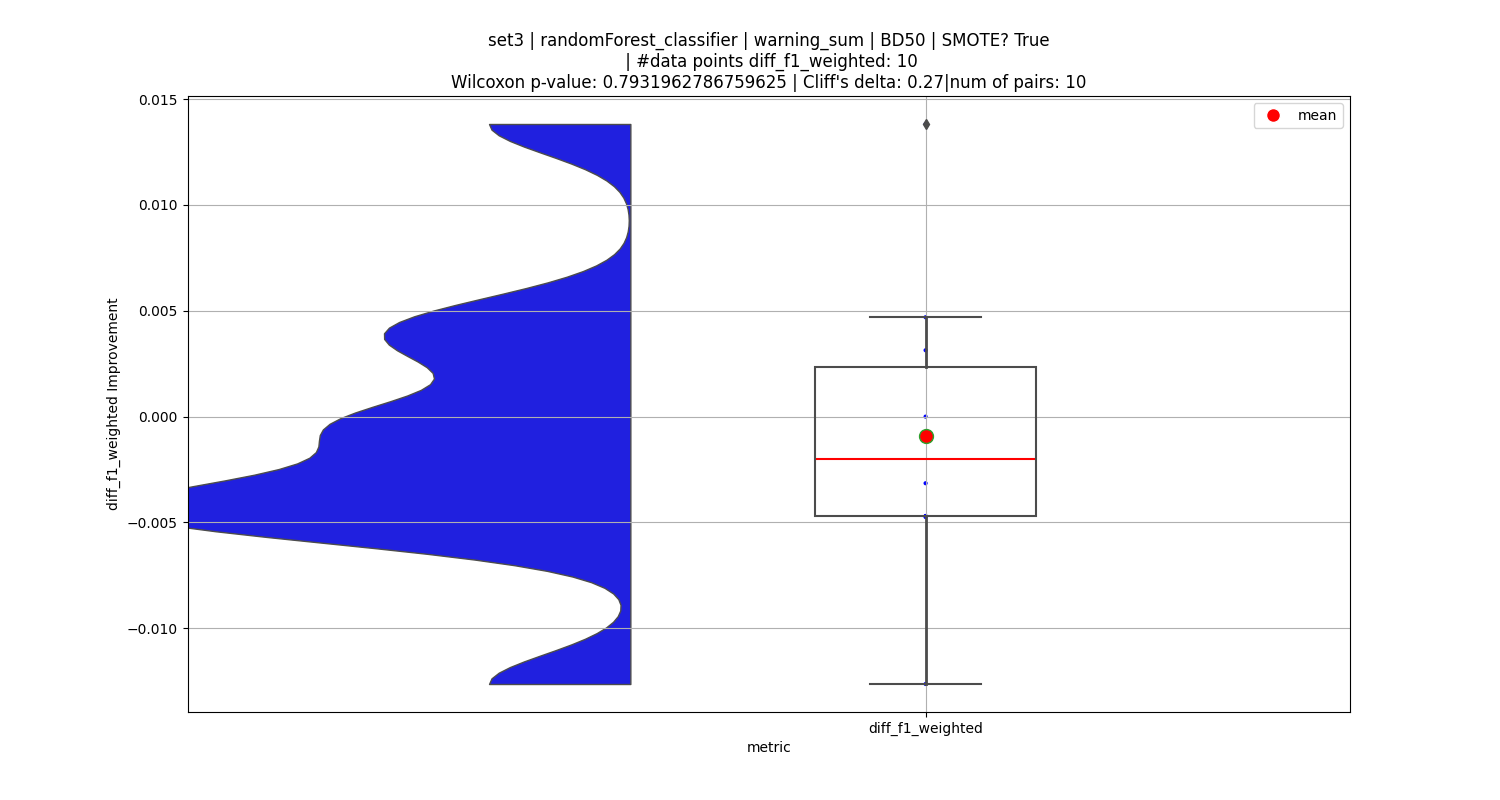 set3 | randomForest_classifier | warning_sum | BD50 | SMOTE? True
| #data points diff_f1_weighted: 10
Wilcoxon p-value: 0.7931962786759625 | Cliff's delta: 0.27|num of pairs: 10
0.015
0.010
0.005
0.000
−0.005
−0.010
diff_f1_weighted Improvement
mean
diff_f1_weighted
metric